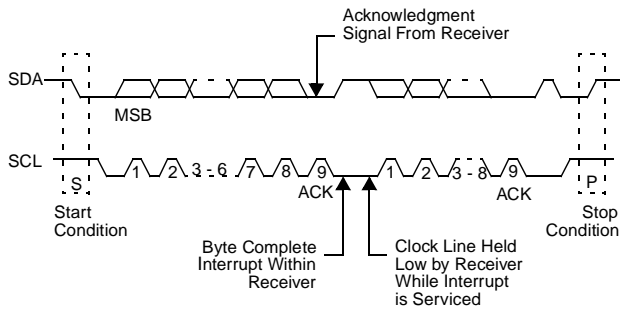 Acknowledgment
Signal From Receiver
SDA
MSB
SCL
S
1 2 3 - 6 7 8 9
1 2 3 - 8 9
P
ACK
ACK
Start
Condition
Stop
Condition
Byte Complete
Interrupt Within
Receiver
Clock Line Held
Low by Receiver
While Interrupt
is Serviced